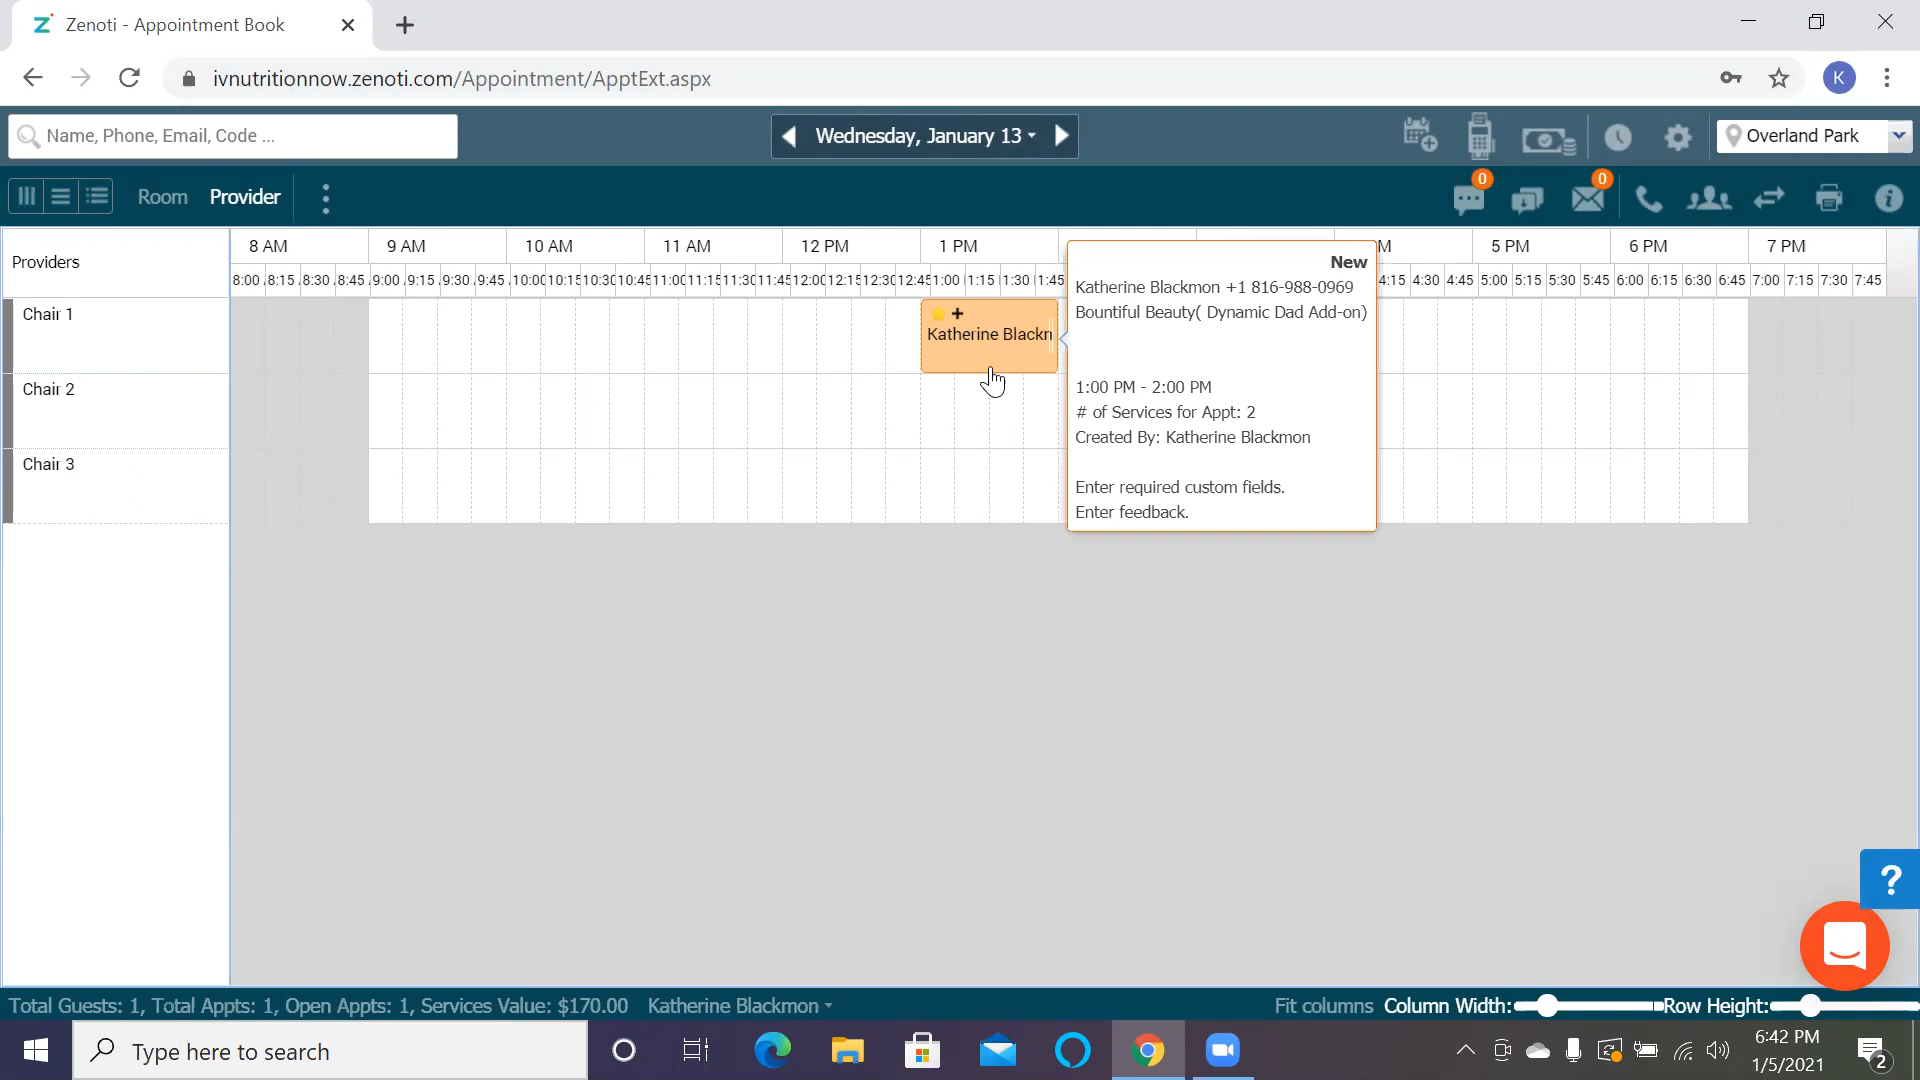 Zenoti - Appointment Book
ivnutritionnow.zenoti.com/Appointment/ApptExt.aspx
K
Name, Phone, Email, Code ...
Wednesday, January 13
Overland Park
Room Provider
0 0
Providers
8 AM 9 AM 10 AM 11 AM 12 PM 1 PM M 5 PM 6 PM 7 PM
8:00 8:15 8:30 8:45 9:00 9:15 9:30 9:45 10:00 10:15 10:30 10:45 11:00 11:15 11:30 11:45 12:00 12:15 12:30 12:45 1:00 1:15 1:30 1:45 4:15 4:30 4:45 5:00 5:15 5:30 5:45 6:00 6:15 6:30 6:45 7:00 7:15 7:30 7:45
Chair 1
Katherine Blackn
Chair 2
Chair 3
New
Katherine Blackmon +1 816-988-0969
Bountiful Beauty( Dynamic Dad Add-on)
1:00 PM - 2:00 PM
# of Services for Appt: 2
Created By: Katherine Blackmon
Enter required custom fields.
Enter feedback.
?
Total Guests: 1, Total Appts: 1, Open Appts: 1, Services Value: $170.00 Katherine Blackmon
Fit columns Column Width: Row Height:
Type here to search
6:42 PM
1/5/2021
2